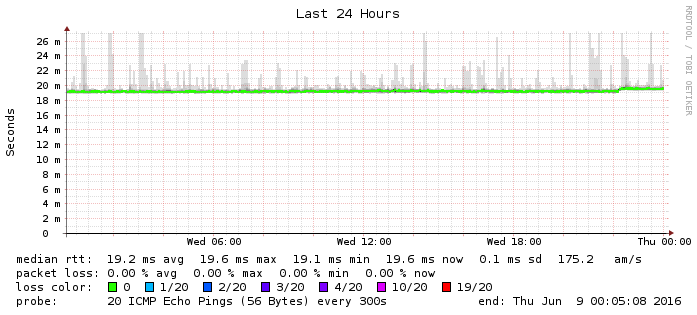 Last 24 Hours
RRDTOOL / TOBI OETIKER
Seconds
26 m
24 m
22 m
20 m
18 m
16 m
14 m
12 m
10 m
8 m
6 m
4 m
2 m
0
Wed 06:00 Wed 12:00 Wed 18:00 Thu 00:00
median rtt: 19.2 ms avg 19.6 ms max 19.1 ms min 19.6 ms now 0.1 ms sd 175.2 am/s
packet loss: 0.00 % avg 0.00 % max 0.00 % min 0.00 % now
loss color: 0 1/20 2/20 3/20 4/20 10/20 19/20
probe: 20 ICMP Echo Pings (56 Bytes) every 300s end: Thu Jun 9 00:05:08 2016